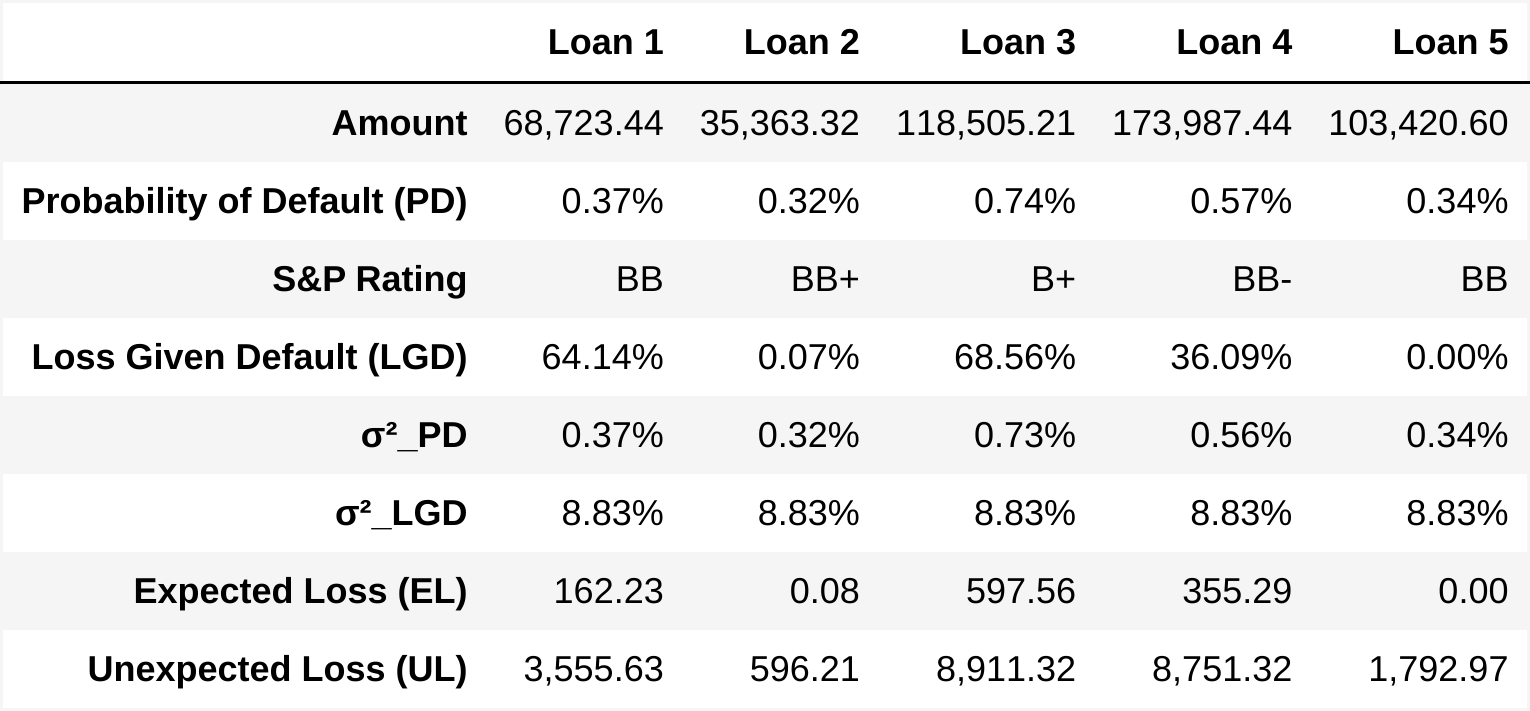 Loan 1 Loan 2 Loan 3 Loan 4 Loan 5
Amount 68,723.44 35,363.32 118,505.21 173,987.44 103,420.60
Probability of Default (PD) 0.37% 0.32% 0.74% 0.57% 0.34%
S&P Rating BB BB+ B+ BB- BB
Loss Given Default (LGD) 64.14% 0.07% 68.56% 36.09% 0.00%
σ²_PD 0.37% 0.32% 0.73% 0.56% 0.34%
σ²_LGD 8.83% 8.83% 8.83% 8.83% 8.83%
Expected Loss (EL) 162.23 0.08 597.56 355.29 0.00
Unexpected Loss (UL) 3,555.63 596.21 8,911.32 8,751.32 1,792.97